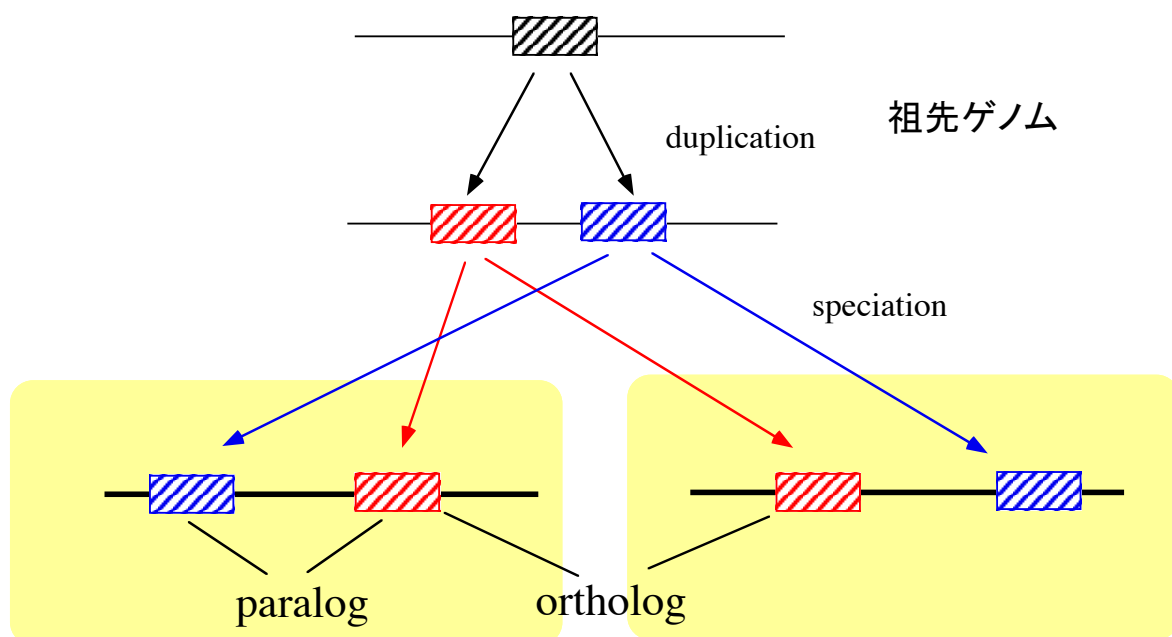 祖先ゲノム
duplication
speciation
paralog
ortholog